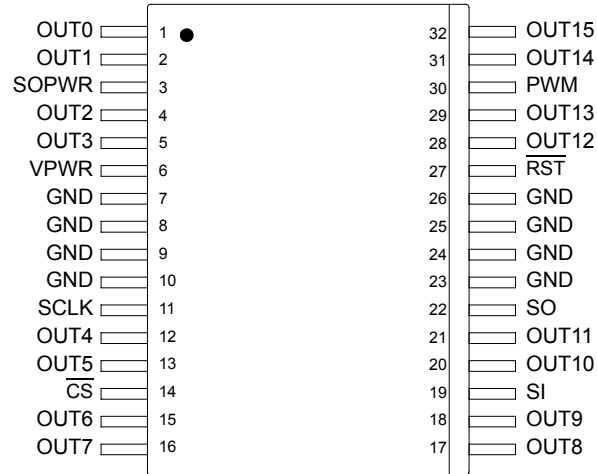 OUT0 1 32 OUT15
OUT1 2 31 OUT14
SOPWR 3 30 PWM
OUT2 4 29 OUT13
OUT3 5 28 OUT12
VPWR 6 27 RST
GND 7 26 GND
GND 8 25 GND
GND 9 24 GND
GND 10 23 GND
SCLK 11 22 SO
OUT4 12 21 OUT11
OUT5 13 20 OUT10
CS 14 19 SI
OUT6 15 18 OUT9
OUT7 16 17 OUT8